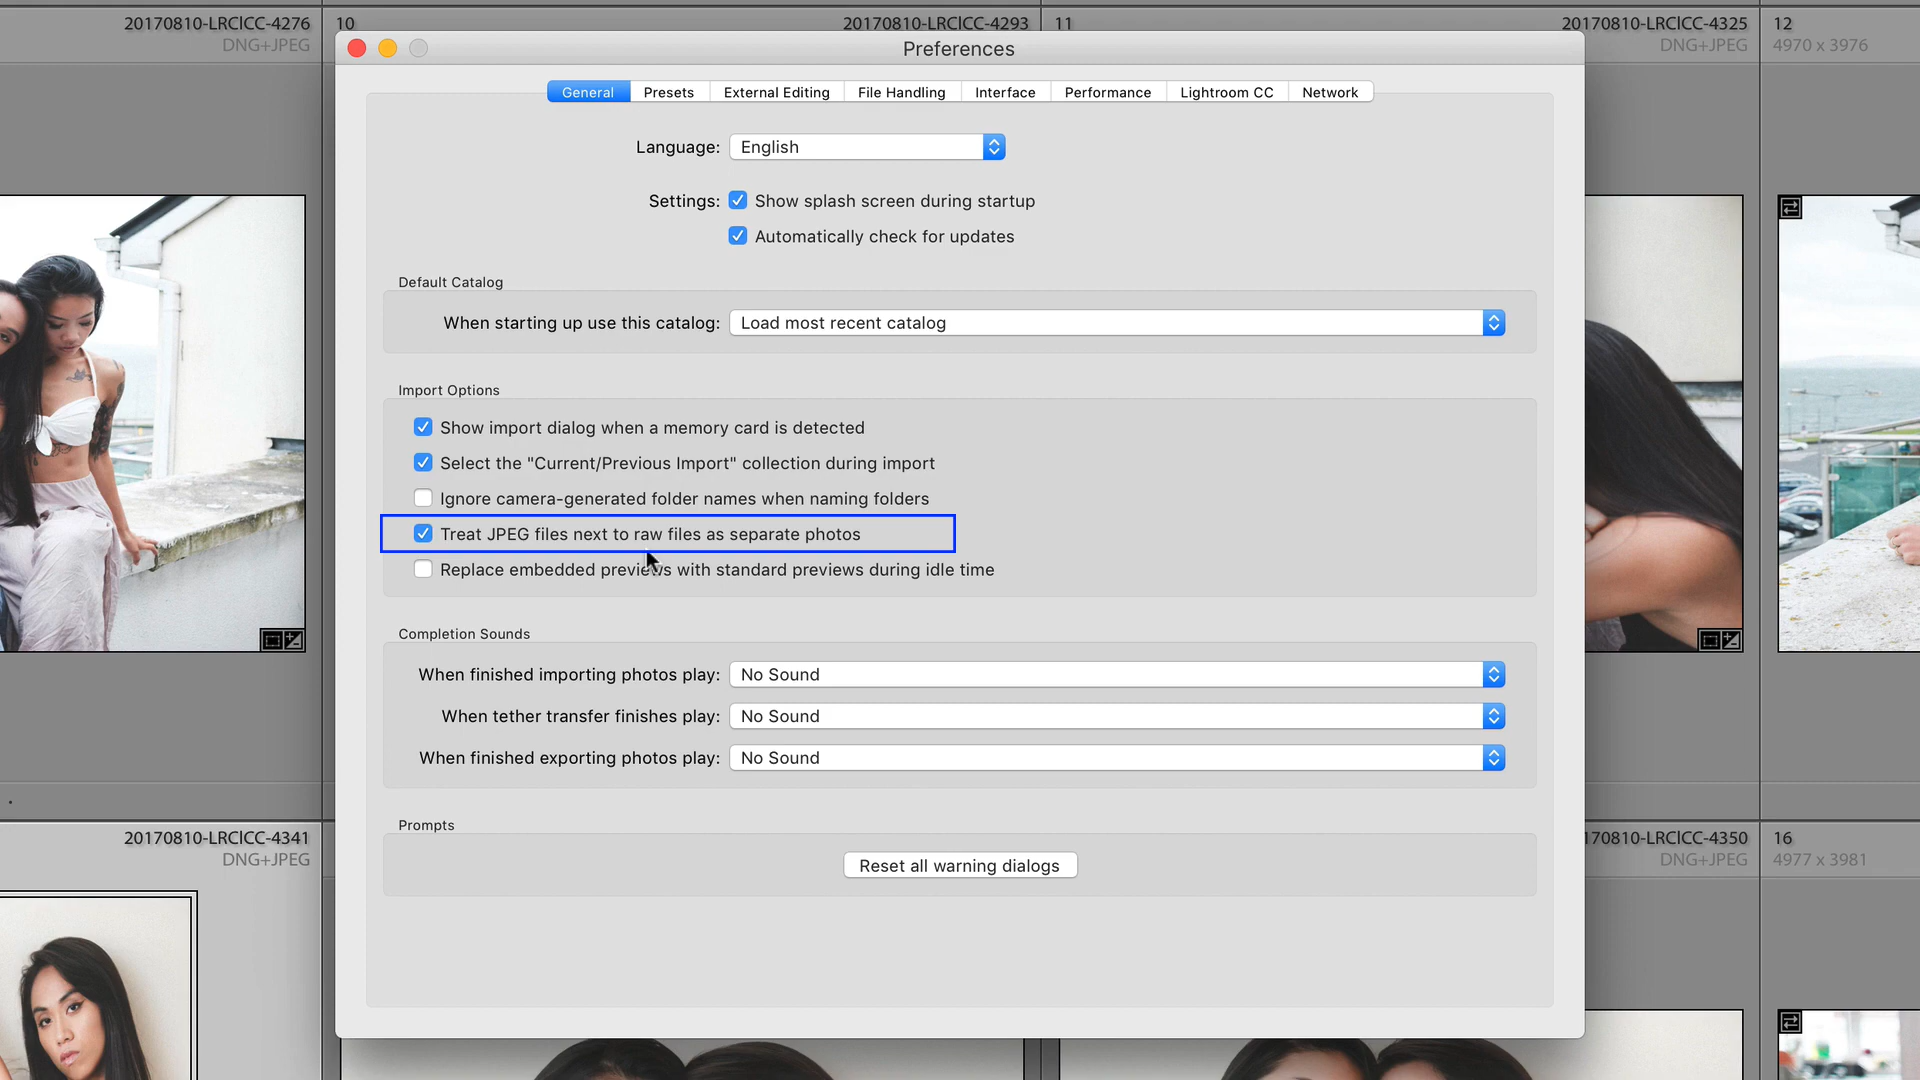 20170810-LRClCC-4276
DNG+JPEG
10
20170810-LRClCC-4293
11
20170810-LRClCC-4325
DNG+JPEG
12
4970 x 3976
Preferences
General
Presets
External Editing
File Handling
Interface
Performance
Lightroom CC
Network
Language: English
Settings: Show splash screen during startup
Automatically check for updates
Default Catalog
When starting up use this catalog: Load most recent catalog
Import Options
Show import dialog when a memory card is detected
Select the "Current/Previous Import" collection during import
Ignore camera-generated folder names when naming folders
Treat JPEG files next to raw files as separate photos
Replace embedded previews with standard previews during idle time
Completion Sounds
When finished importing photos play: No Sound
When tether transfer finishes play: No Sound
When finished exporting photos play: No Sound
Prompts
Reset all warning dialogs
20170810-LRClCC-4341
DNG+JPEG
170810-LRClCC-4350
DNG+JPEG
16
4977 x 3981